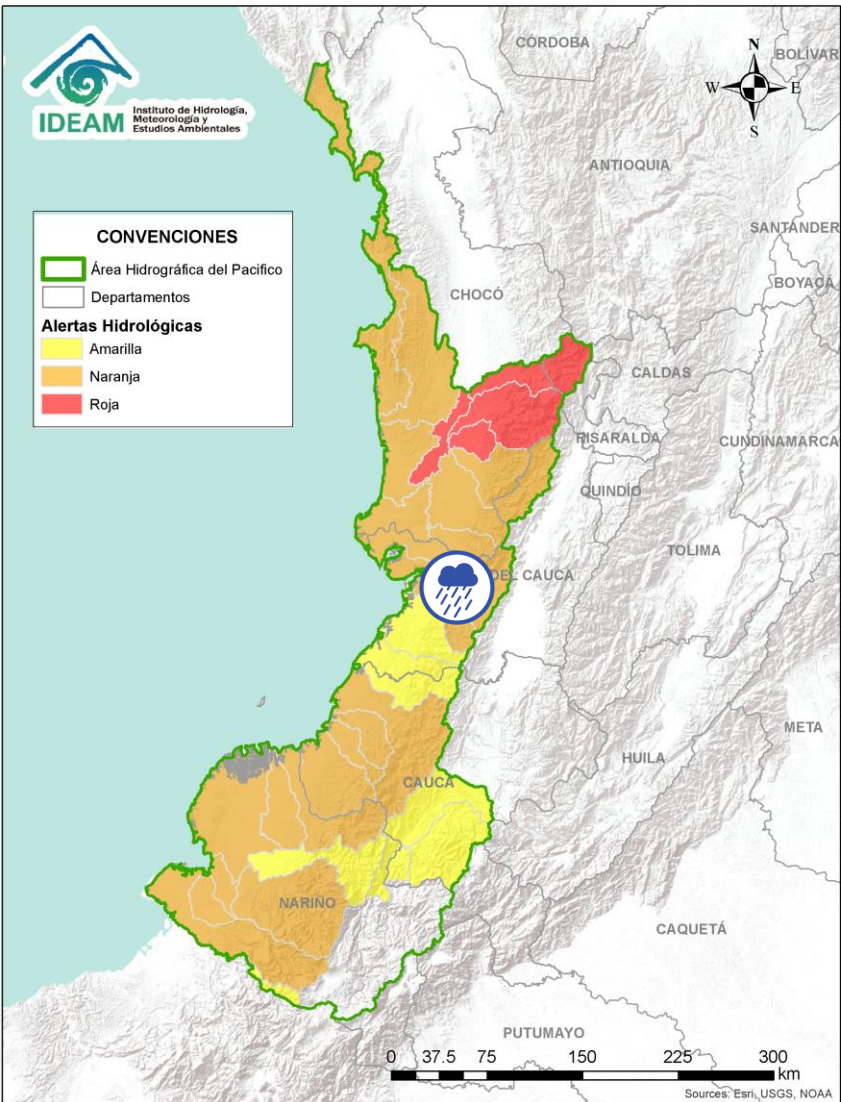 IDEAM
Instituto de Hidrología,
Meteorología y
Estudios Ambientales
CÓRDOBA
BOLIVAR
N
W E
S
ANTIOQUIA
SANTANDER
BOYACÁ
CONVENCIONES
Área Hidrográfica del Pacifico
Departamentos
Alertas Hidrológicas
Amarilla
Naranja
Roja
CHOCÓ
CALDAS
RISARALDA
CUNDINAMARCA
QUINDÍO
TOLIMA
DEL CAUCA
META
HUILA
CAUCA
NARIÑO
CAQUETÁ
PUTUMAYO
0 37.5 75 150 225 300
km
Sources: Esri, USGS, NOAA